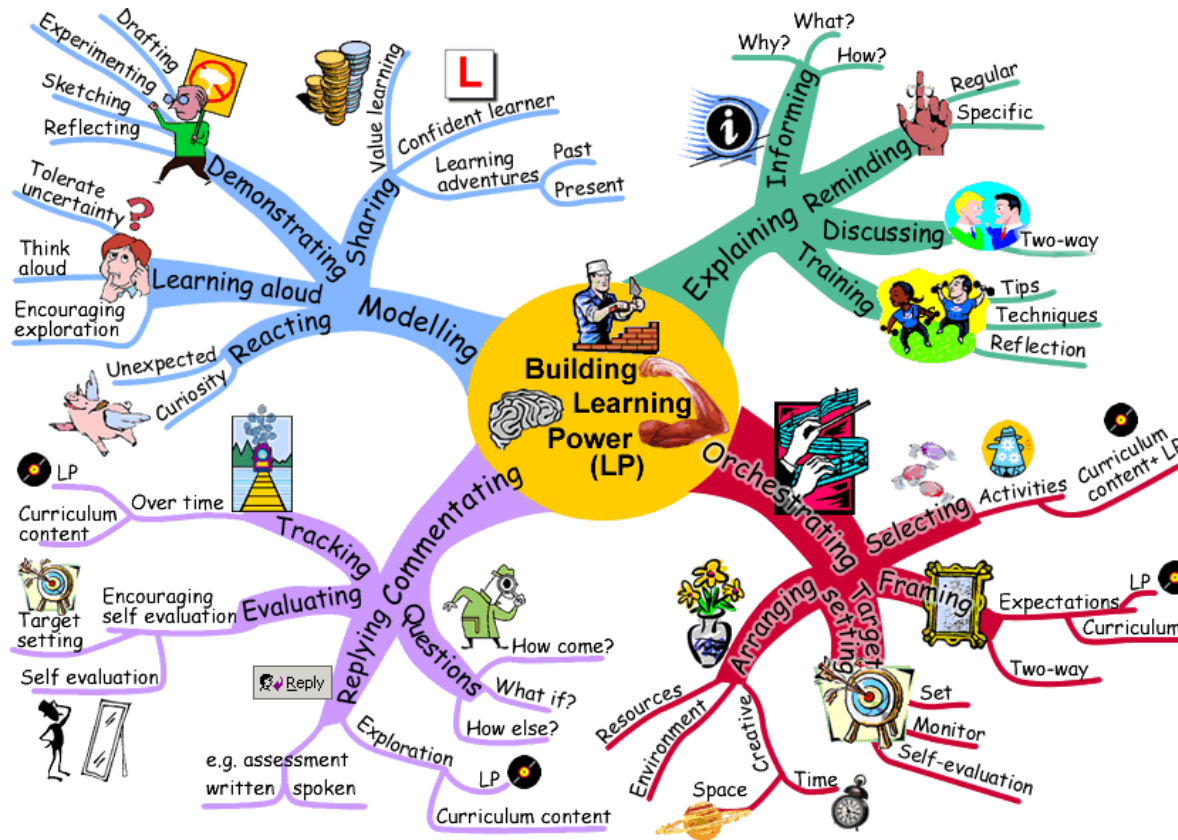 Building
Learning
Power
(LP)
Modelling
Demonstrating
Drafting
Experimenting
Sketching
Reflecting
Sharing
Value learning
Confident learner
L
Learning
adventures
Past
Present
Learning aloud
Tolerate
uncertainty
?
Think
aloud
Encouraging
exploration
Reacting
Unexpected
Curiosity
Explaining
Informing
i
Why?
What?
How?
Reminding
Regular
Specific
Discussing
Two-way
Training
Tips
Techniques
Reflection
Orchestrating
Selecting
Activities
Curriculum
content+ LP
Framing
Expectations
LP
Curriculum
Two-way
Target
setting
Set
Monitor
Self-evaluation
Arranging
Resources
Environment
Creative
Space
Time
Commentating
Tracking
Over time
LP
Curriculum
content
Evaluating
Encouraging
self evaluation
Target
setting
Self evaluation
Replying
Reply
e.g. assessment
written spoken
Exploration
LP
Curriculum content
Questions
How come?
What if?
How else?